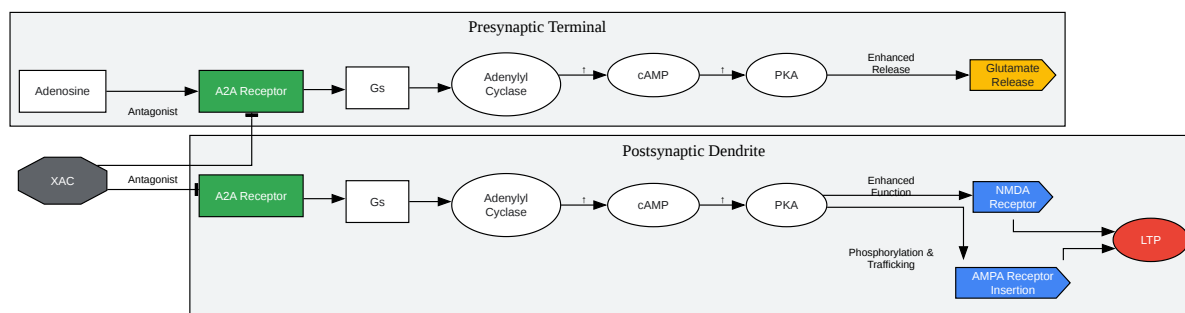 Presynaptic Terminal
Adenosine
Antagonist
A2A Receptor
Gs
Adenylyl
Cyclase
↑
cAMP
↑
PKA
Enhanced
Release
Glutamate
Release
Postsynaptic Dendrite
XAC
Antagonist
A2A Receptor
Gs
Adenylyl
Cyclase
↑
cAMP
↑
PKA
Enhanced
Function
NMDA
Receptor
Phosphorylation &
Trafficking
AMPA Receptor
Insertion
LTP